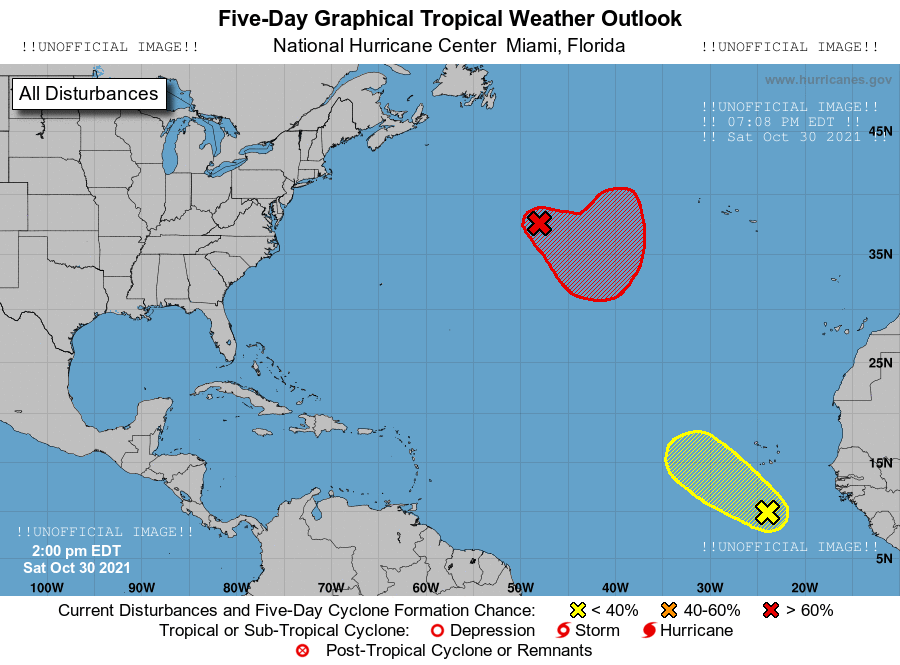 Five-Day Graphical Tropical Weather Outlook
!!UNOFFICIAL IMAGE!! National Hurricane Center  Miami, Florida !!UNOFFICIAL IMAGE!!
All Disturbances
www.hurricanes.gov
!!UNOFFICIAL IMAGE!!
!! 07:08 PM EDT !!
!! Sat Oct 30 2021 !!
45N
35N
25N
15N
!!UNOFFICIAL IMAGE!!
2:00 pm EDT
Sat Oct 30 2021
!!UNOFFICIAL IMAGE!!
5N
100W 90W 80W 70W 60W 50W 40W 30W 20W
Current Disturbances and Five-Day Cyclone Formation Chance: < 40% 40-60% > 60%
Tropical or Sub-Tropical Cyclone: Depression Storm Hurricane
Post-Tropical Cyclone or Remnants